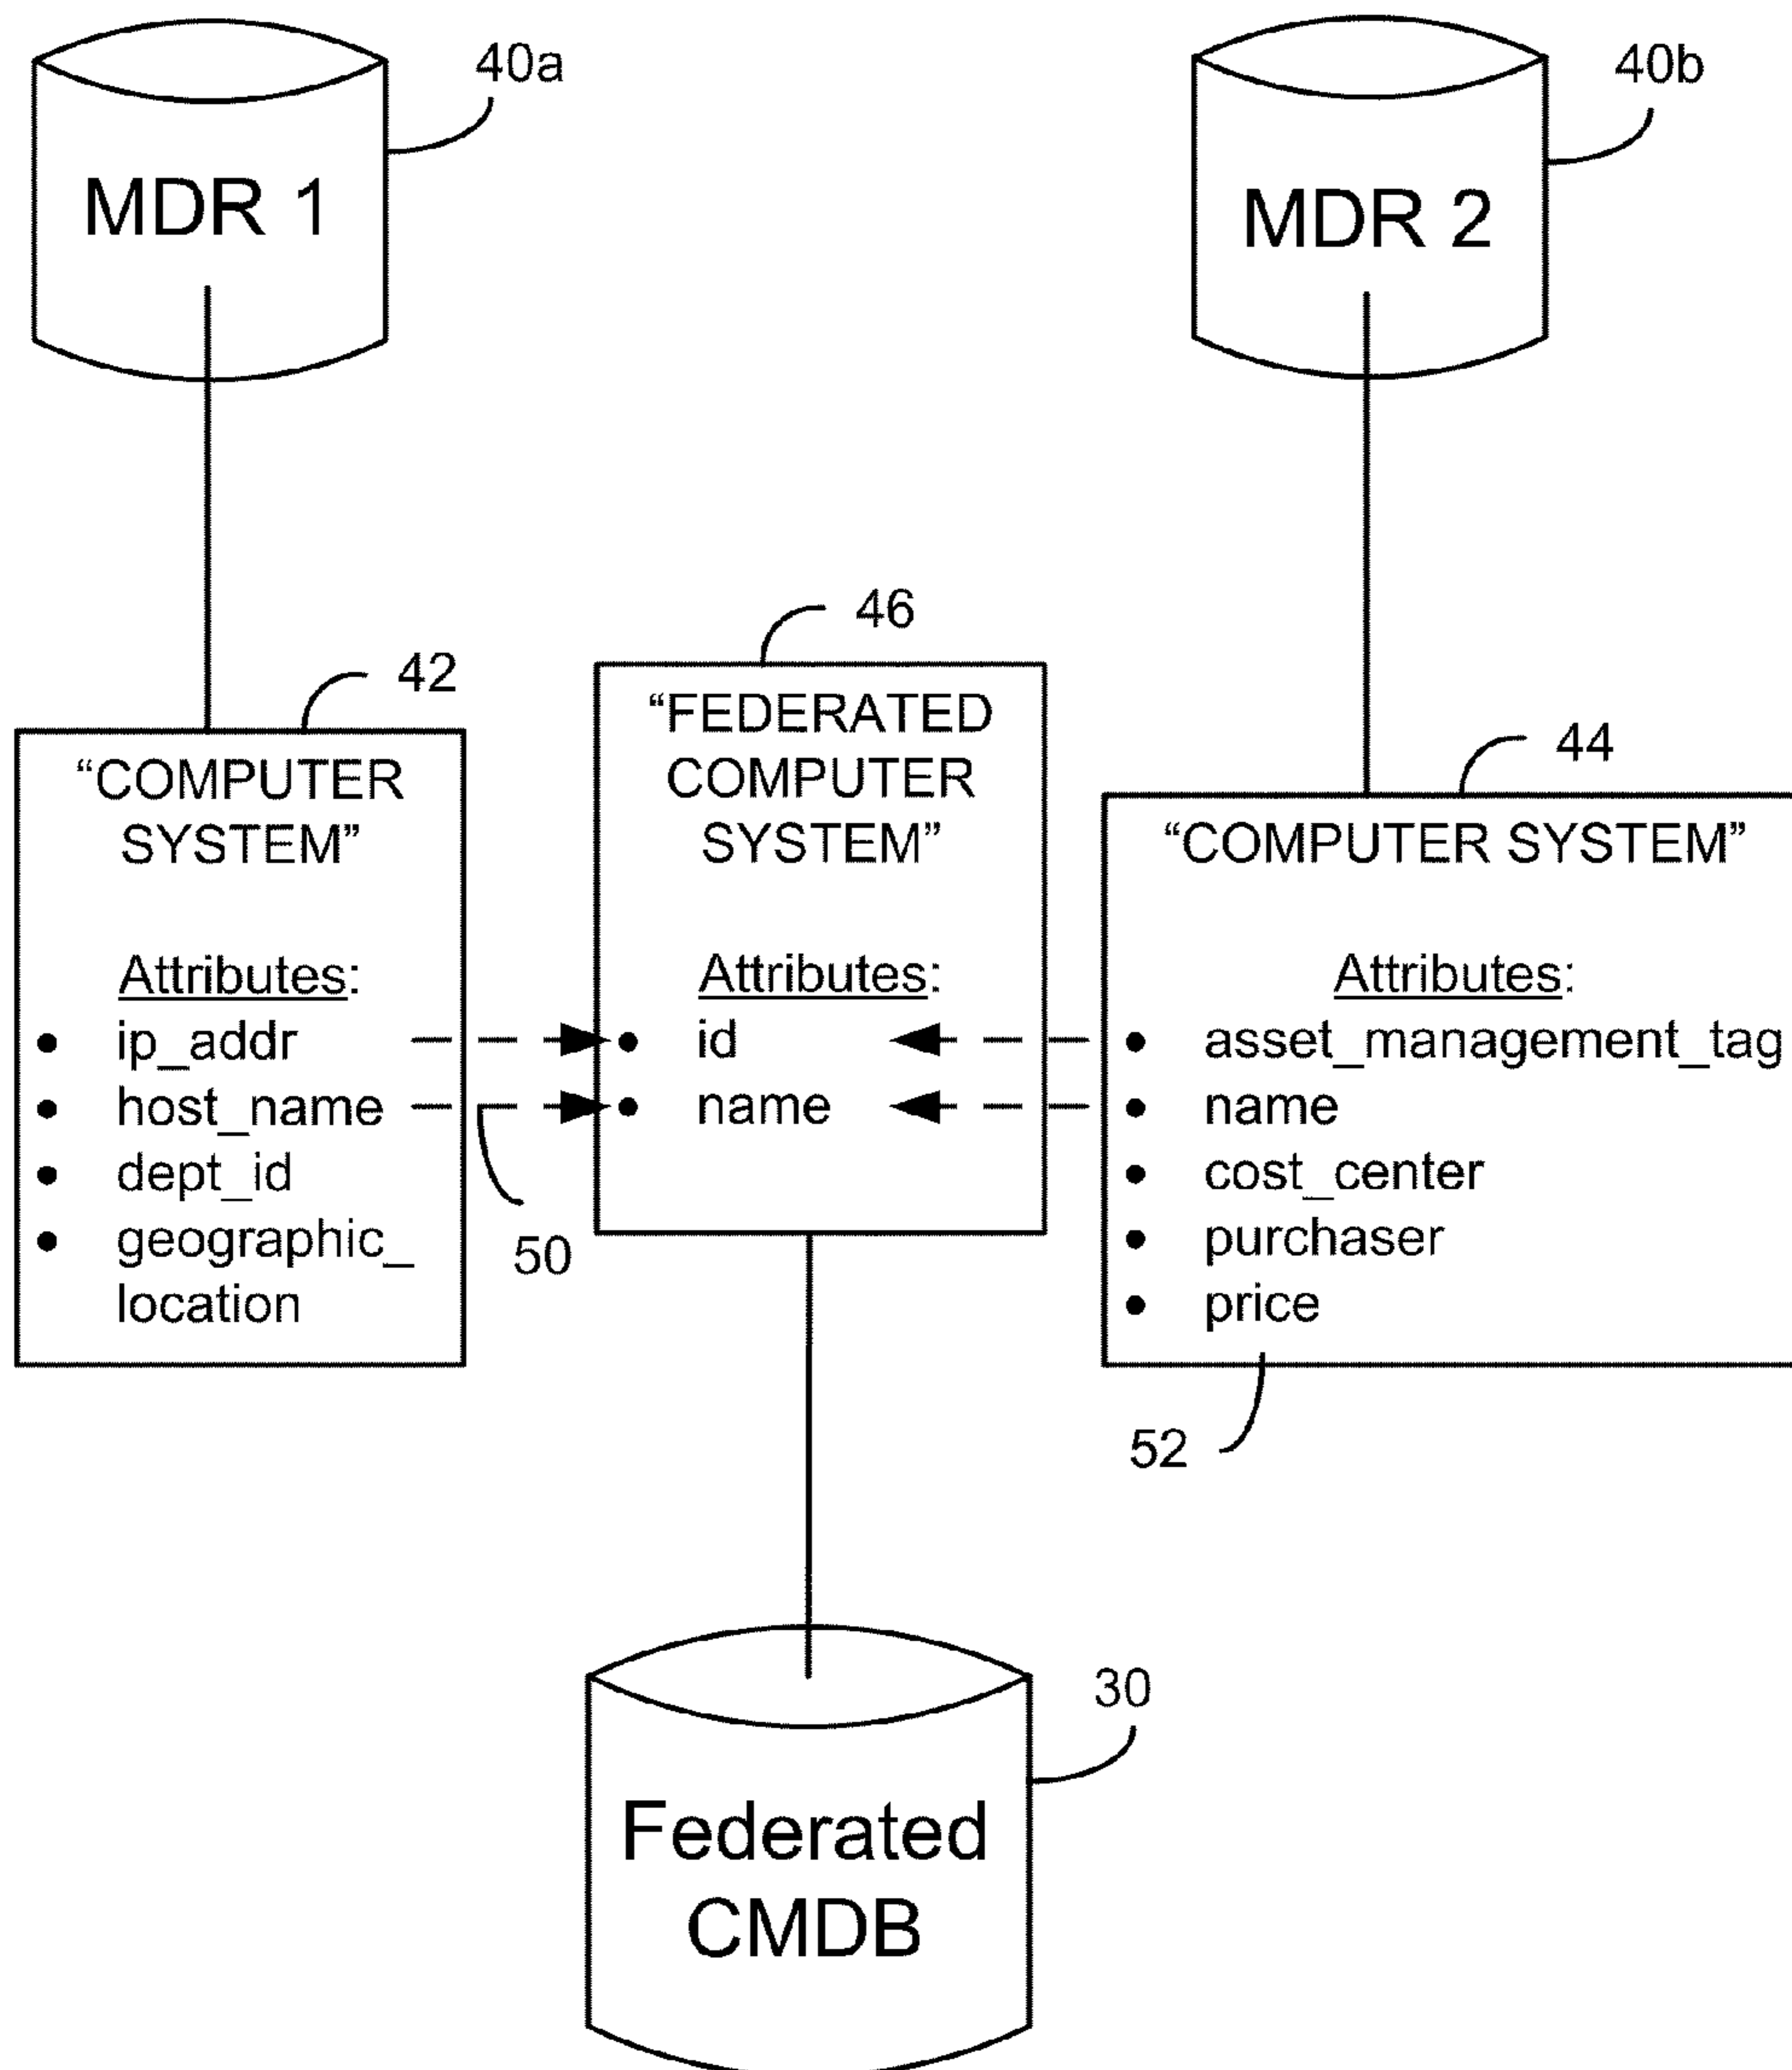 40a
40b
MDR 1
MDR 2
46
42
44
“COMPUTER
SYSTEM”
Attributes:
• ip_addr
• host_name
• dept_id
• geographic_
location
50
“FEDERATED
COMPUTER
SYSTEM”
Attributes:
• id
• name
“COMPUTER SYSTEM”
Attributes:
• asset_management_tag
• name
• cost_center
• purchaser
• price
52
30
Federated
CMDB